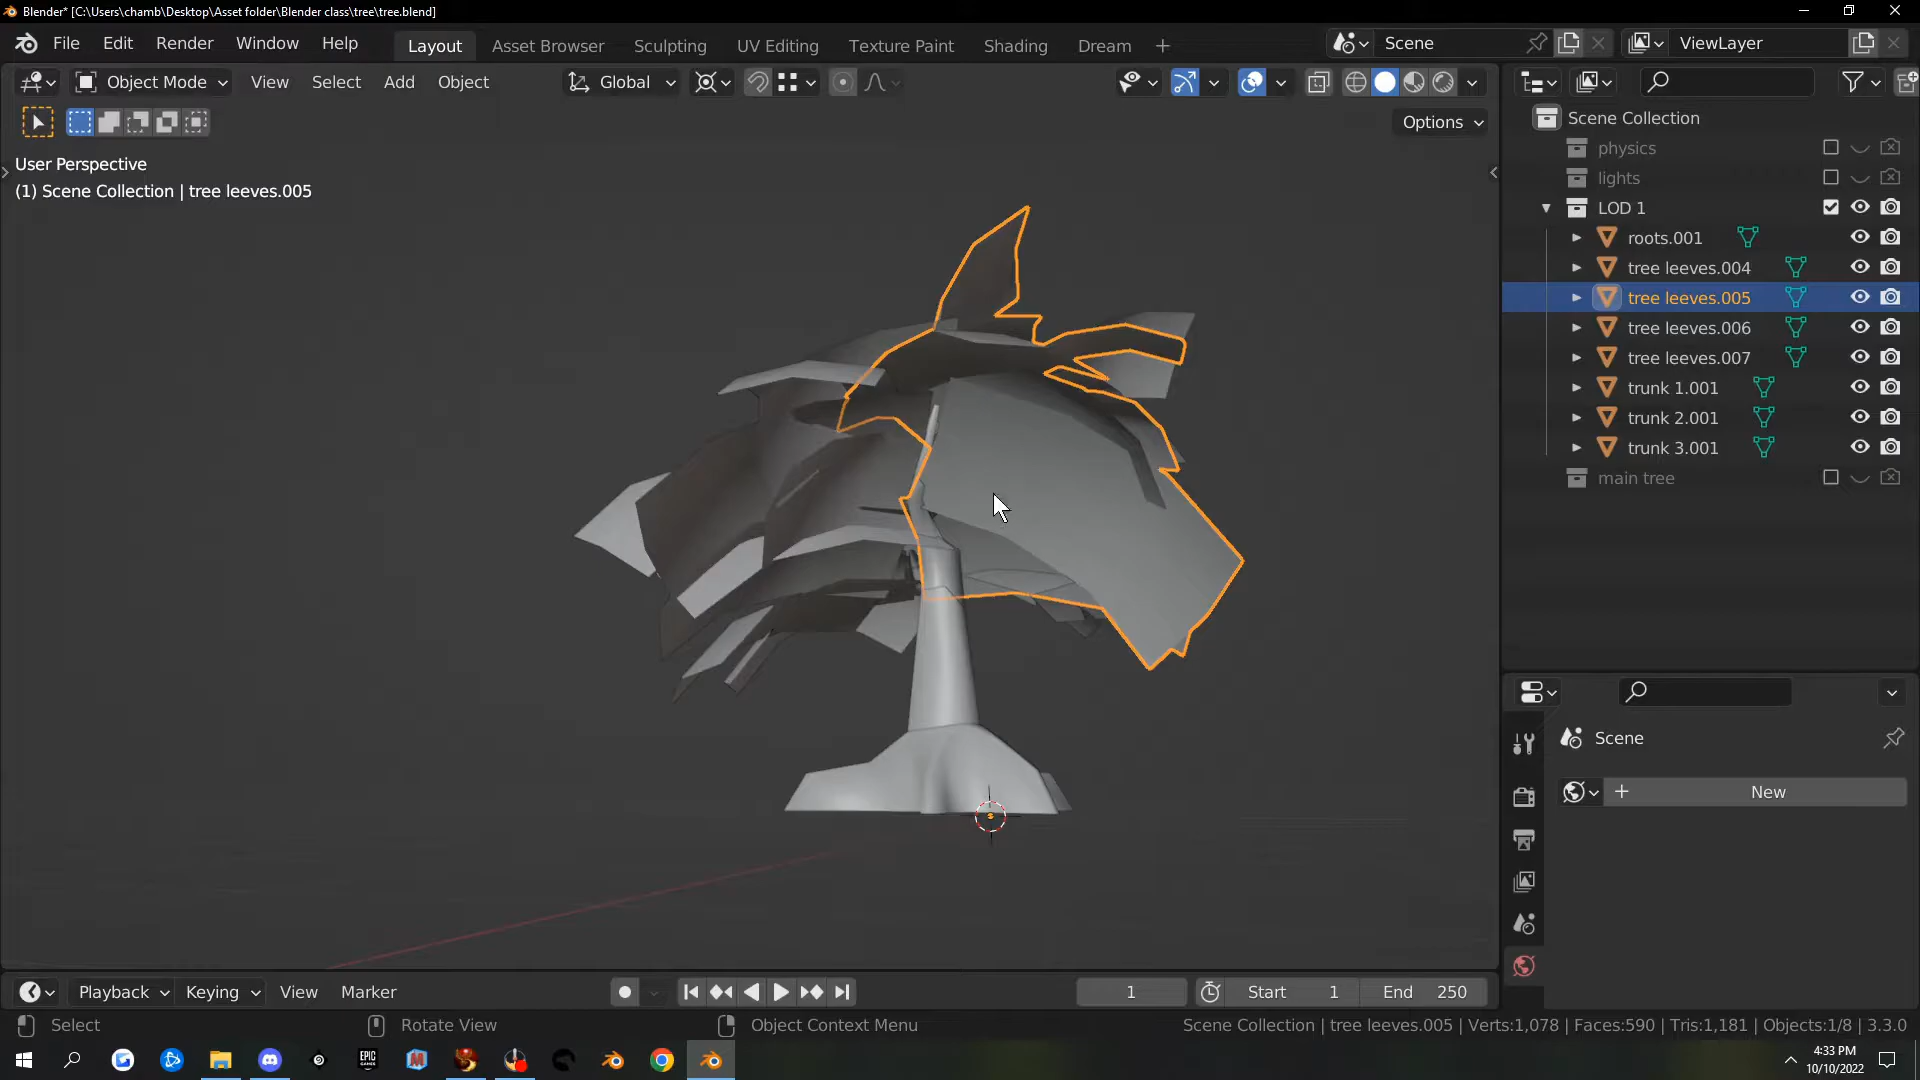 Blender* [C:\Users\chamb\Desktop\Asset folder\Blender class\tree\tree.blend]
File Edit Render Window Help Layout Asset Browser Sculpting UV Editing Texture Paint Shading Dream Scene ViewLayer
Object Mode View Select Add Object Global
Options
User Perspective
(1) Scene Collection | tree leeves.005
Scene Collection
physics
lights
LOD 1
roots.001
tree leeves.004
tree leeves.005
tree leeves.006
tree leeves.007
trunk 1.001
trunk 2.001
trunk 3.001
main tree
Scene
New
Playback Keying View Marker 1 Start 1 End 250
Select Rotate View Object Context Menu Scene Collection | tree leeves.005 | Verts:1,078 | Faces:590 | Tris:1,181 | Objects:1/8 | 3.3.0
EPIC GAMES
4:33 PM
10/10/2022